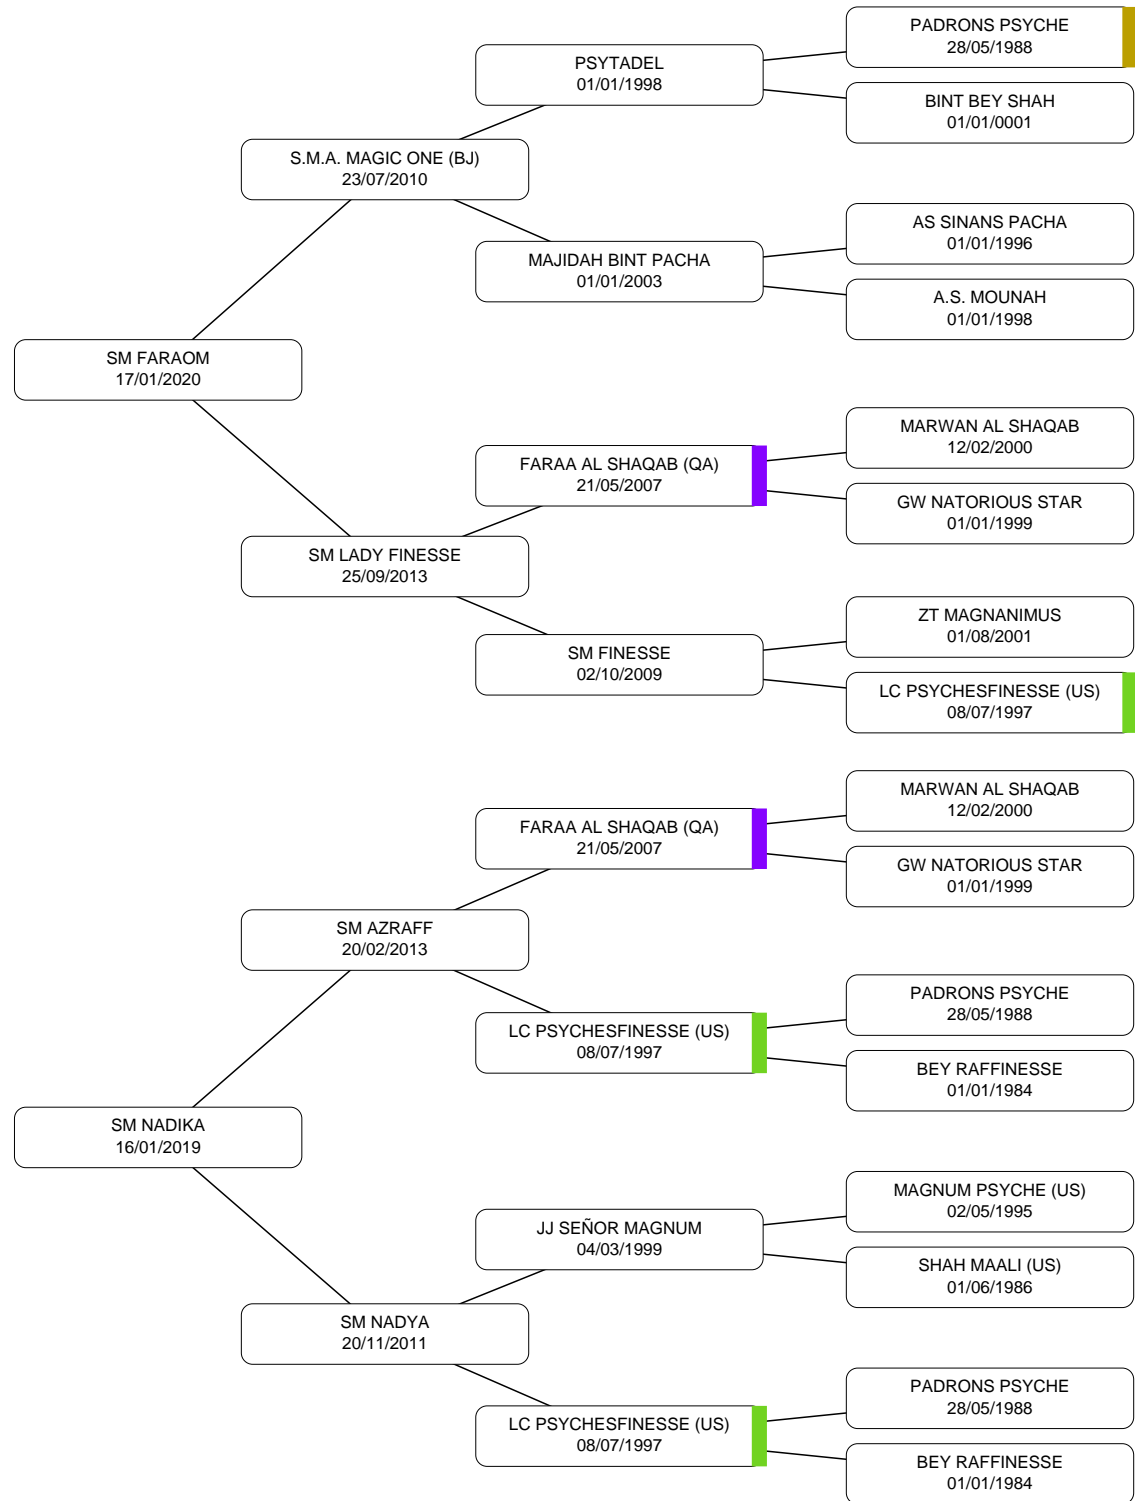 PADRONS PSYCHE
28/05/1988
PSYTADEL
01/01/1998
BINT BEY SHAH
01/01/0001
S.M.A. MAGIC ONE (BJ)
23/07/2010
AS SINANS PACHA
01/01/1996
MAJIDAH BINT PACHA
01/01/2003
A.S. MOUNAH
01/01/1998
SM FARAOM
17/01/2020
MARWAN AL SHAQAB
12/02/2000
FARAA AL SHAQAB (QA)
21/05/2007
GW NATORIOUS STAR
01/01/1999
SM LADY FINESSE
25/09/2013
ZT MAGNANIMUS
01/08/2001
SM FINESSE
02/10/2009
LC PSYCHESFINESSE (US)
08/07/1997
MARWAN AL SHAQAB
12/02/2000
FARAA AL SHAQAB (QA)
21/05/2007
GW NATORIOUS STAR
01/01/1999
SM AZRAFF
20/02/2013
PADRONS PSYCHE
28/05/1988
LC PSYCHESFINESSE (US)
08/07/1997
BEY RAFFINESSE
01/01/1984
SM NADIKA
16/01/2019
MAGNUM PSYCHE (US)
02/05/1995
JJ SEÑOR MAGNUM
04/03/1999
SHAH MAALI (US)
01/06/1986
SM NADYA
20/11/2011
PADRONS PSYCHE
28/05/1988
LC PSYCHESFINESSE (US)
08/07/1997
BEY RAFFINESSE
01/01/1984